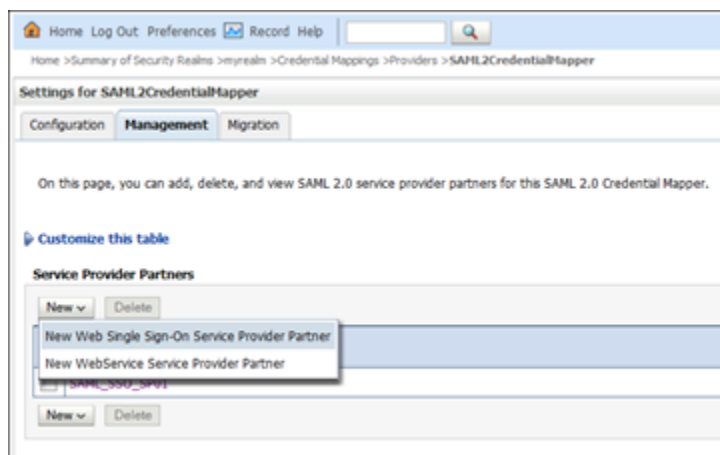 Home Log Out Preferences Record Help
Home >Summary of Security Realms >myrealm >Credential Mappings >Providers >SAML2CredentialMapper
Settings for SAML2CredentialMapper
Configuration Management Migration
On this page, you can add, delete, and view SAML 2.0 service provider partners for this SAML 2.0 Credential Mapper.
Customize this table
Service Provider Partners
New Delete
New Web Single Sign-On Service Provider Partner
New WebService Service Provider Partner
SAML_SSO_SP01
New Delete